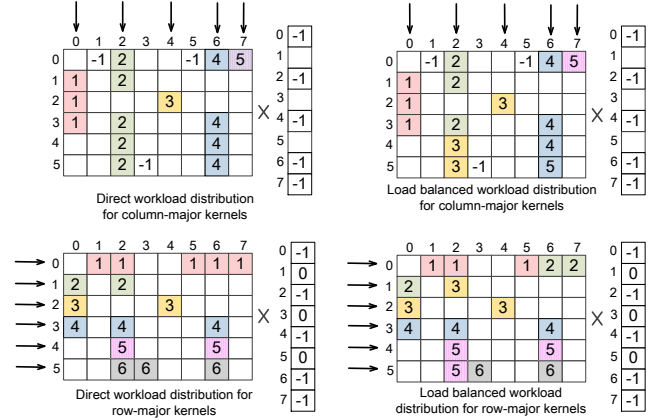 0 1 2 3 4 5 6 7
0 -1 2 -1 4 5
1 1 2
2 1 3
3 1 2 4
4 2 4
5 2 -1 4
×
0 -1
1
2 -1
3
4 -1
5
6 -1
7 -1
Direct workload distribution
for column-major kernels
0 1 2 3 4 5 6 7
0 -1 2 -1 4 5
1 1 2
2 1 3
3 1 2 4
4 3 4
5 3 -1 5
×
0 -1
1
2 -1
3
4 -1
5
6 -1
7 -1
Load balanced workload distribution
for column-major kernels
0 1 2 3 4 5 6 7
0 1 1 1 1 1
1 2 2
2 3 3
3 4 4 4
4 5 5
5 6 6 6
×
0 -1
1 0
2 -1
3 0
4 -1
5 0
6 -1
7 -1
Direct workload distribution for
row-major kernels
0 1 2 3 4 5 6 7
0 1 1 1 2 2
1 2 3
2 3 3
3 4 4 4
4 5 5
5 5 6 6
×
0 -1
1 0
2 -1
3 0
4 -1
5 0
6 -1
7 -1
Load balanced workload
distribution for row-major kernels